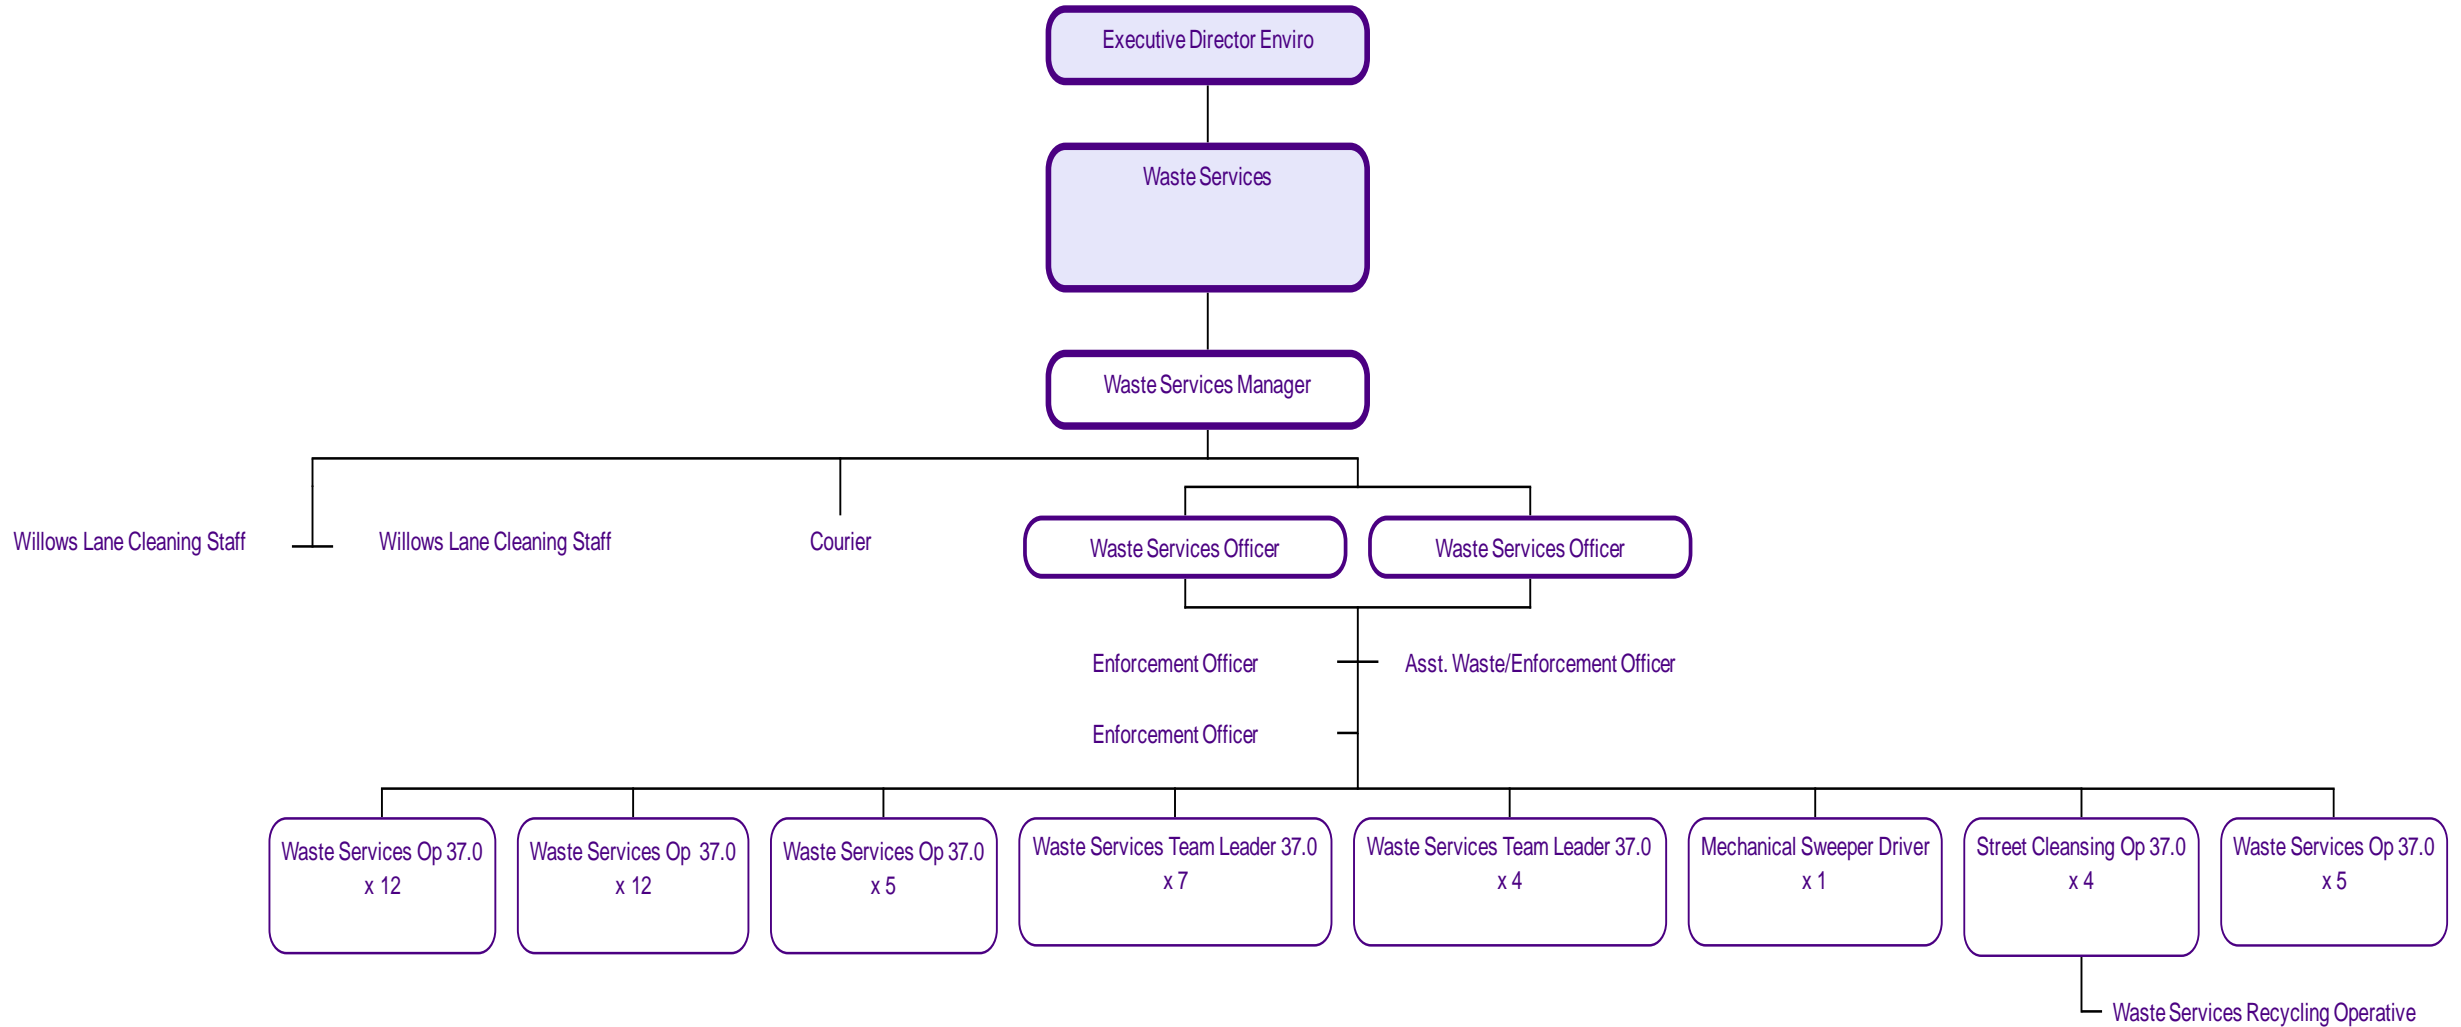 Executive Director Enviro
Waste Services
Waste Services Manager
Willows Lane Cleaning Staff
Willows Lane Cleaning Staff
Courier
Waste Services Officer
Waste Services Officer
Enforcement Officer
Asst. Waste/Enforcement Officer
Enforcement Officer
Waste Services Op 37.0
x 12
Waste Services Op 37.0
x 12
Waste Services Op 37.0
x 5
Waste Services Team Leader 37.0
x 7
Waste Services Team Leader 37.0
x 4
Mechanical Sweeper Driver
x 1
Street Cleansing Op 37.0
x 4
Waste Services Op 37.0
x 5
Waste Services Recycling Operative